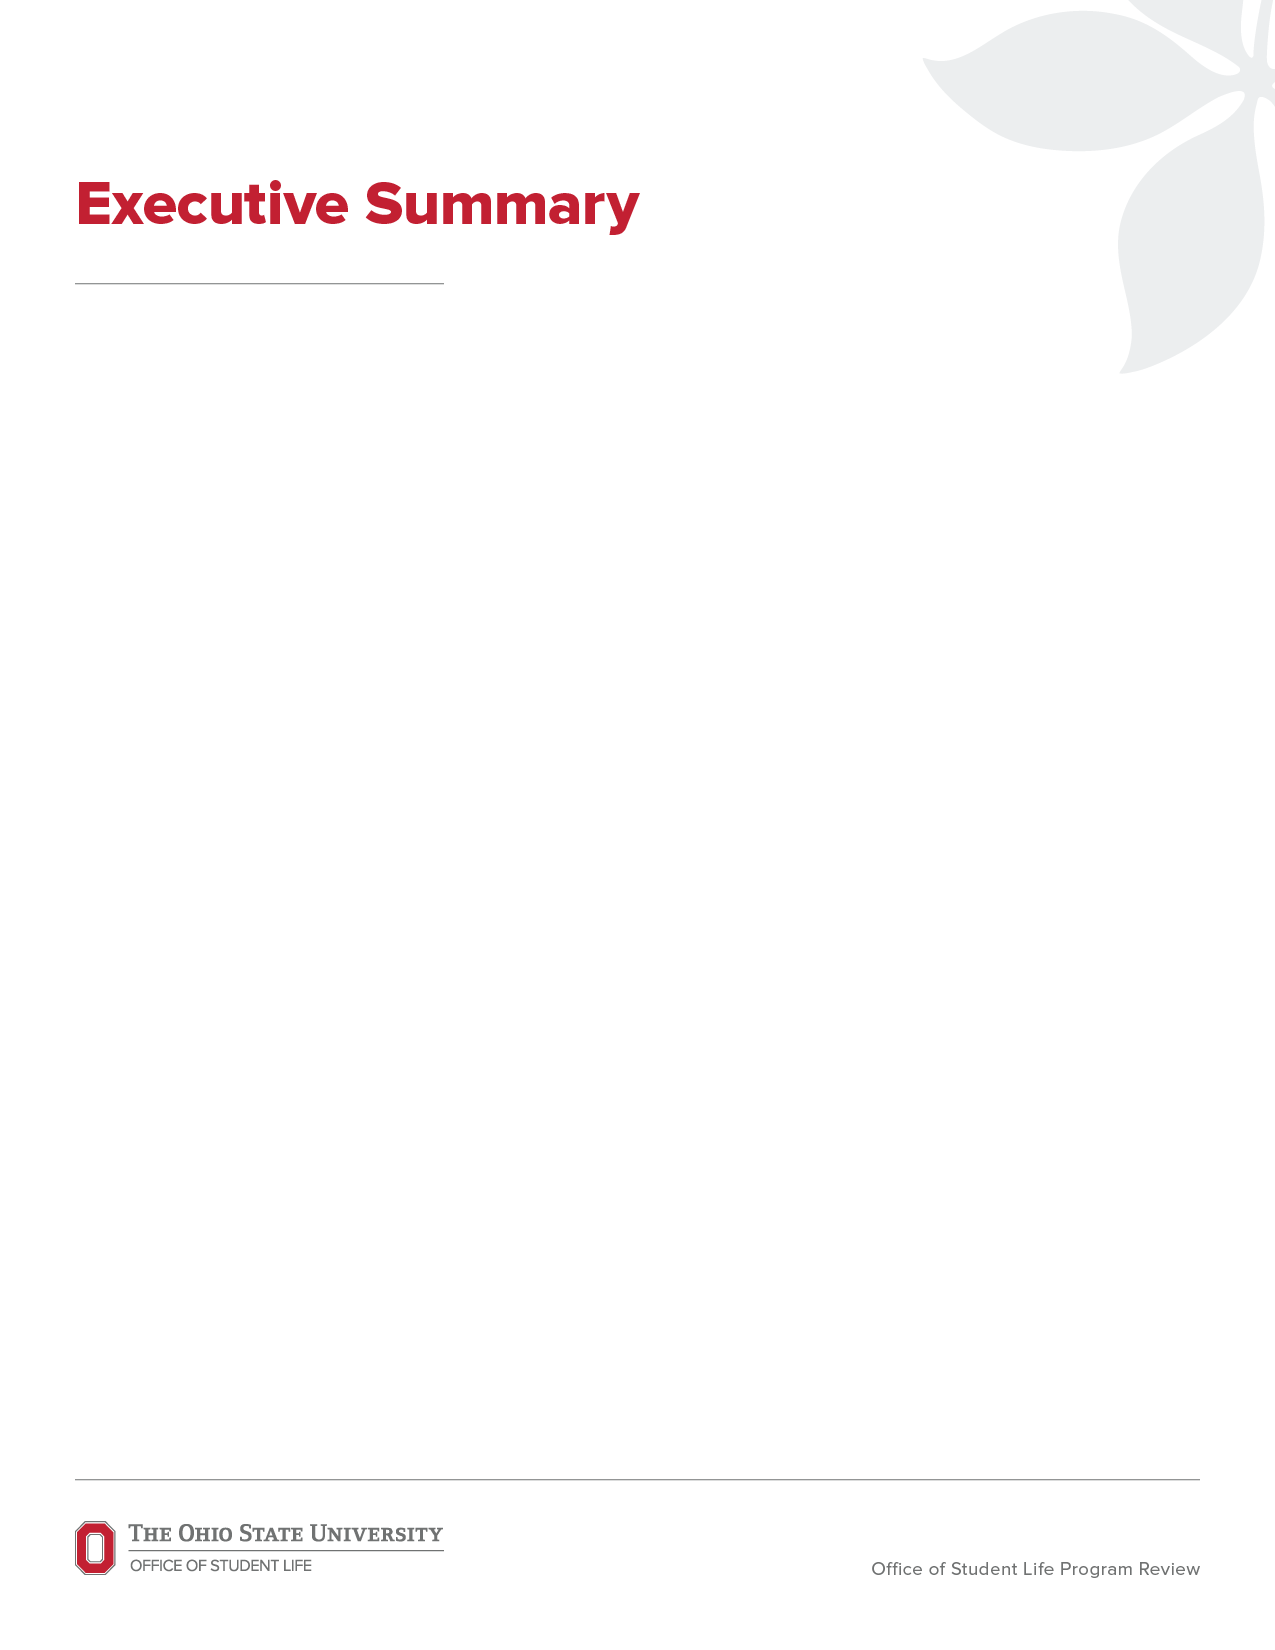 Executive Summary
THE OHIO STATE UNIVERSITY
OFFICE OF STUDENT LIFE
Office of Student Life Program Review